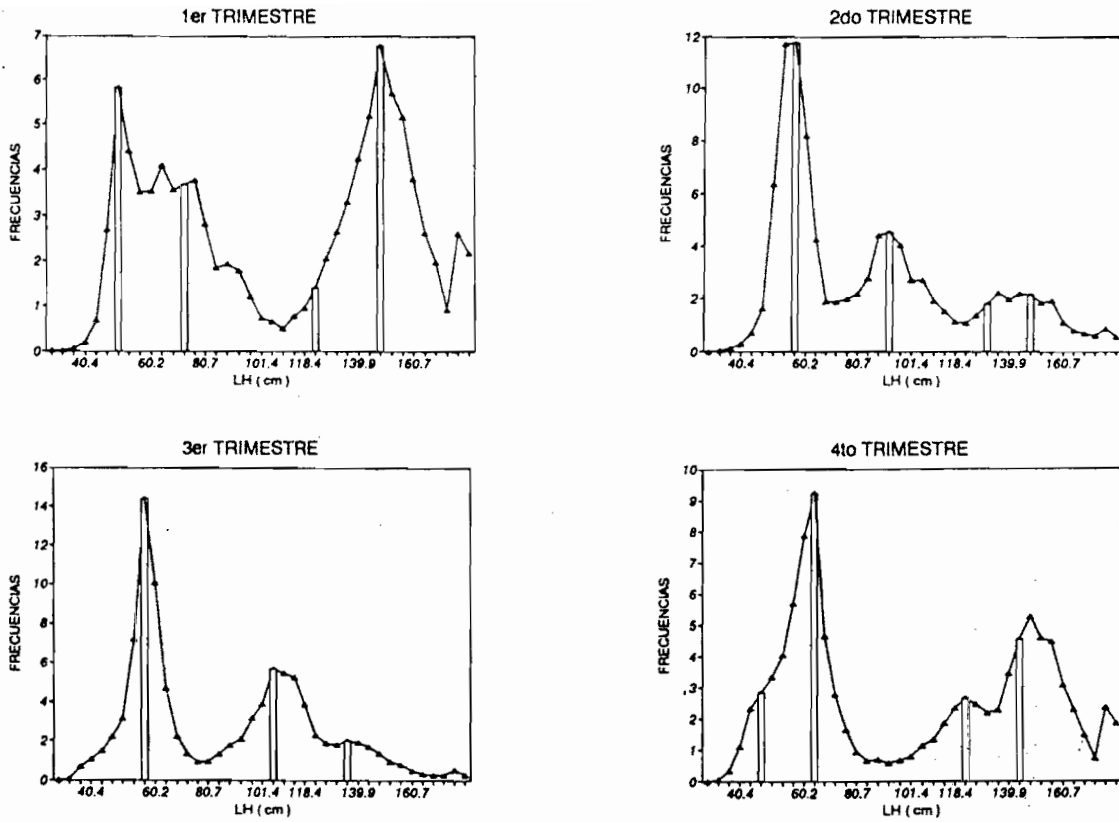 1er TRIMESTRE
7
6
5
4
3
2
1
0
FRECUENCIAS
40.4 60.2 80.7 101.4 118.4 139.9 160.7
LH ( cm )
2do TRIMESTRE
12
10
8
6
4
2
0
FRECUENCIAS
40.4 60.2 80.7 101.4 118.4 139.9 160.7
LH ( cm )
3er TRIMESTRE
16
14
12
10
8
6
4
2
0
FRECUENCIAS
40.4 60.2 80.7 101.4 118.4 139.9 160.7
LH ( cm )
4to TRIMESTRE
10
9
8
7
6
5
4
3
2
1
0
FRECUENCIAS
40.4 60.2 80.7 101.4 118.4 139.9 160.7
LH ( cm )